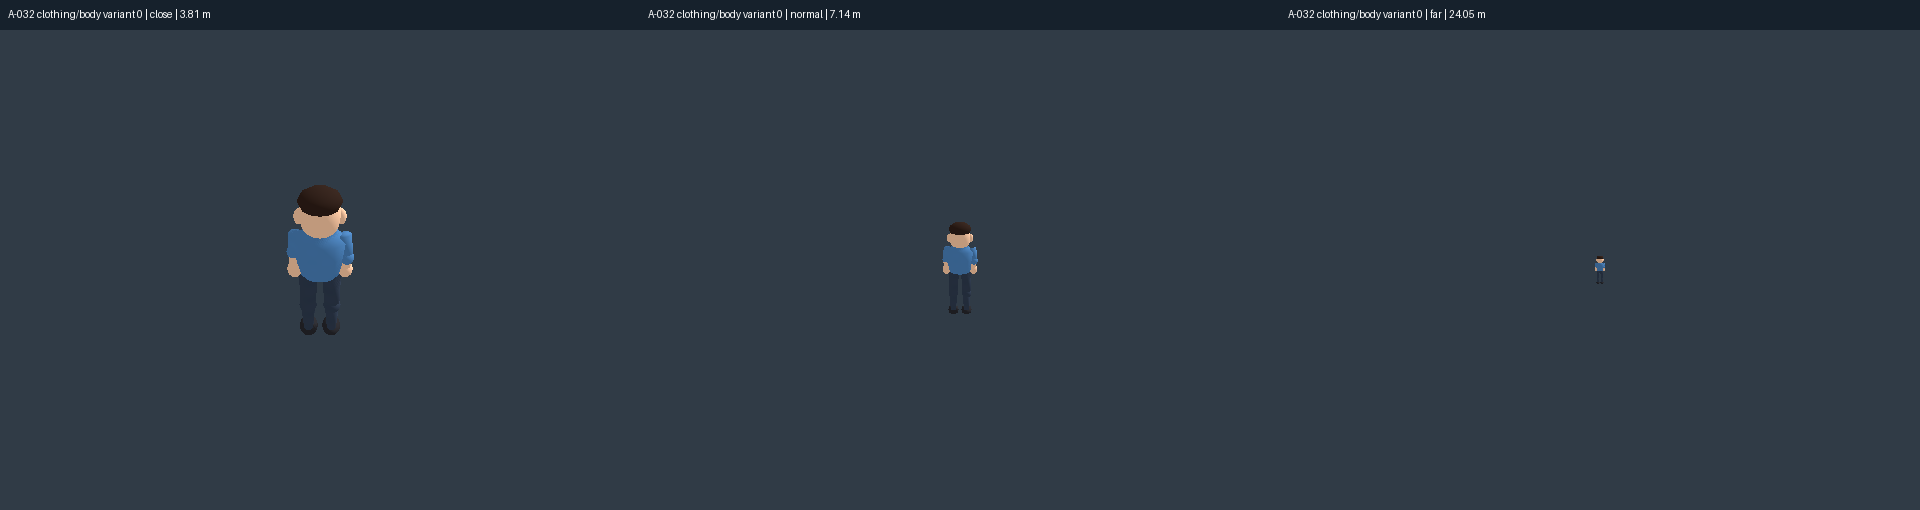 A-032 clothing/body variant 0 | close | 3.81 m
A-032 clothing/body variant 0 | normal | 7.14 m
A-032 clothing/body variant 0 | far | 24.05 m